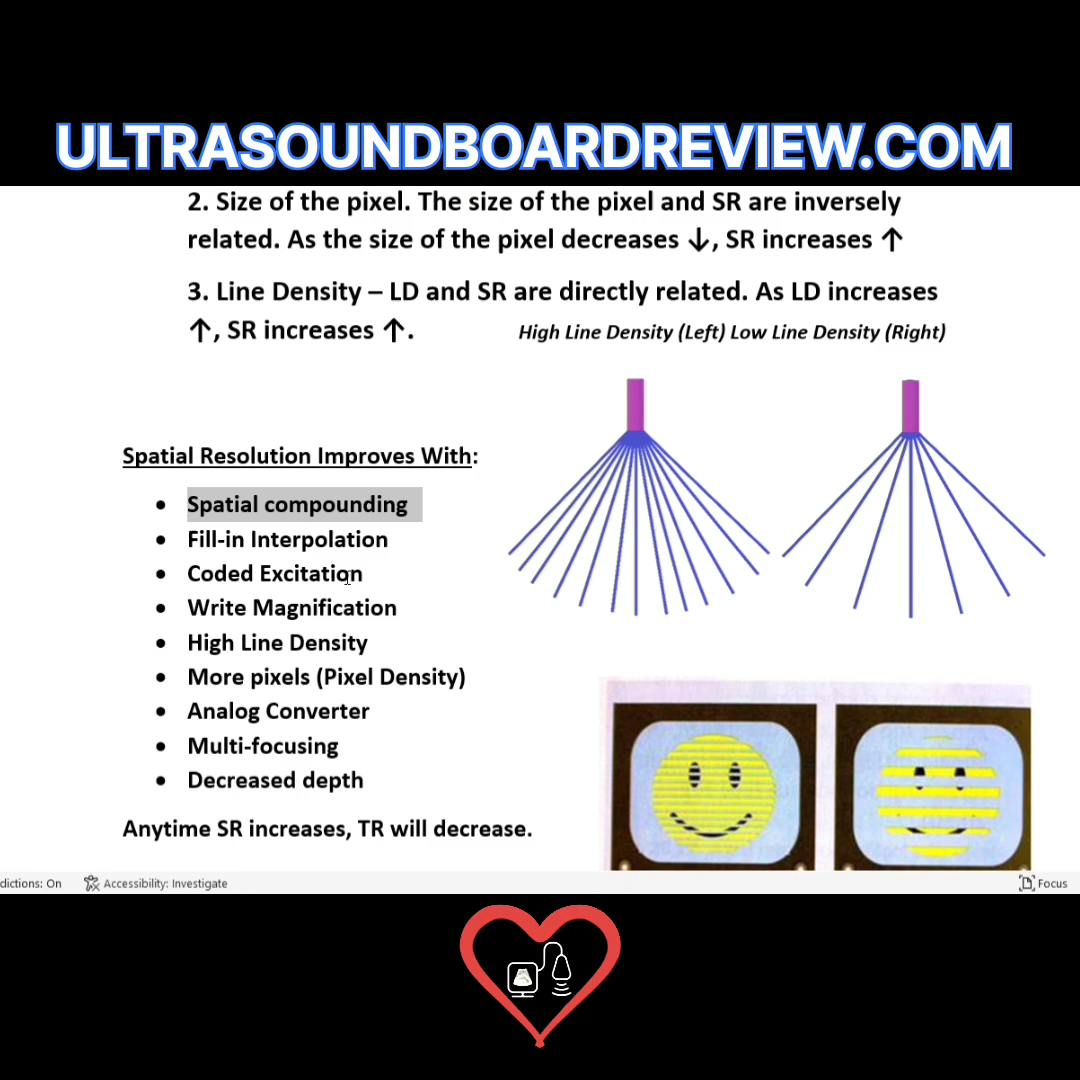 ULTRASOUNDBOARDREVIEW.COM
2. Size of the pixel. The size of the pixel and SR are inversely
related. As the size of the pixel decreases ↓, SR increases ↑
3. Line Density – LD and SR are directly related. As LD increases
↑, SR increases ↑.
High Line Density (Left) Low Line Density (Right)
Spatial Resolution Improves With:
• Spatial compounding
• Fill-in Interpolation
• Coded Excitation
• Write Magnification
• High Line Density
• More pixels (Pixel Density)
• Analog Converter
• Multi-focusing
• Decreased depth
Anytime SR increases, TR will decrease.
dictions: On
Accessibility: Investigate
Focus